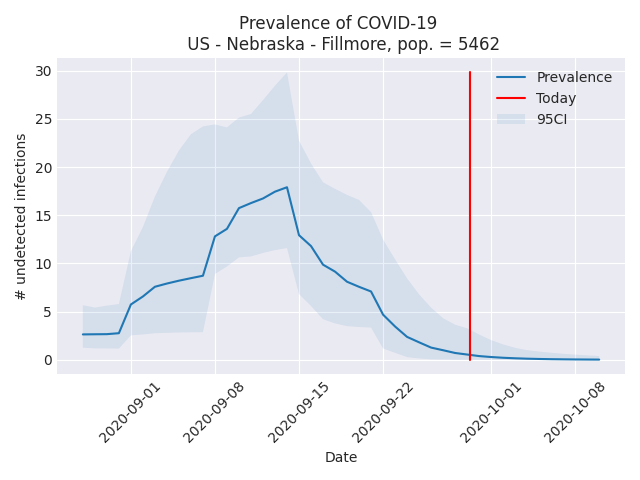 Prevalence of COVID-19
US - Nebraska - Fillmore, pop. = 5462
30
25
20
15
10
5
0
# undetected infections
Prevalence
Today
95CI
2020-09-01
2020-09-08
2020-09-15
2020-09-22
2020-10-01
2020-10-08
Date